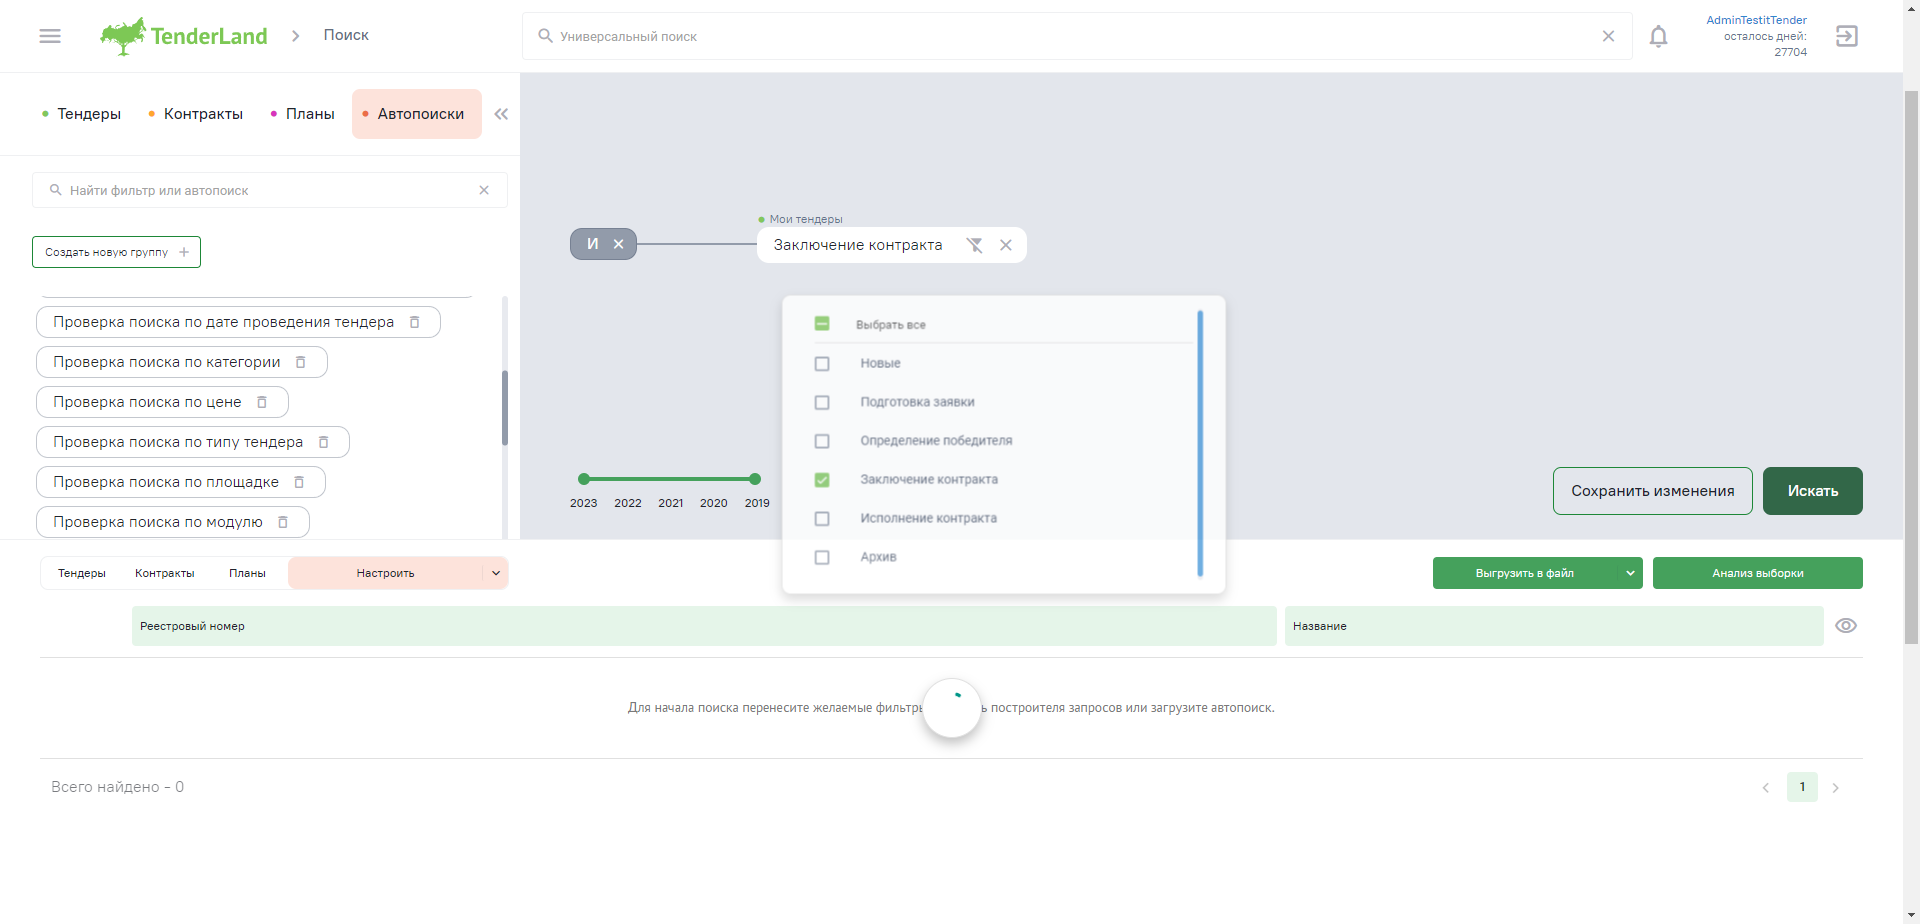 TenderLand
Поиск
Универсальный поиск
AdminTestitTender
осталось дней:
27704
Тендеры
Контракты
Планы
Автопоиски
Найти фильтр или автопоиск
Создать новую группу
Проверка поиска по дате проведения тендера
Проверка поиска по категории
Проверка поиска по цене
Проверка поиска по типу тендера
Проверка поиска по площадке
Проверка поиска по модулю
Мои тендеры
И
Заключение контракта
Выбрать все
Новые
Подготовка заявки
Определение победителя
Заключение контракта
Исполнение контракта
Архив
2023 2022 2021 2020 2019
Сохранить изменения
Искать
Тендеры
Контракты
Планы
Настроить
Выгрузить в файл
Анализ выборки
Реестровый номер
Название
Для начала поиска перенесите желаемые построителя запросов или загрузите автопоиск.
Всего найдено - 0
1